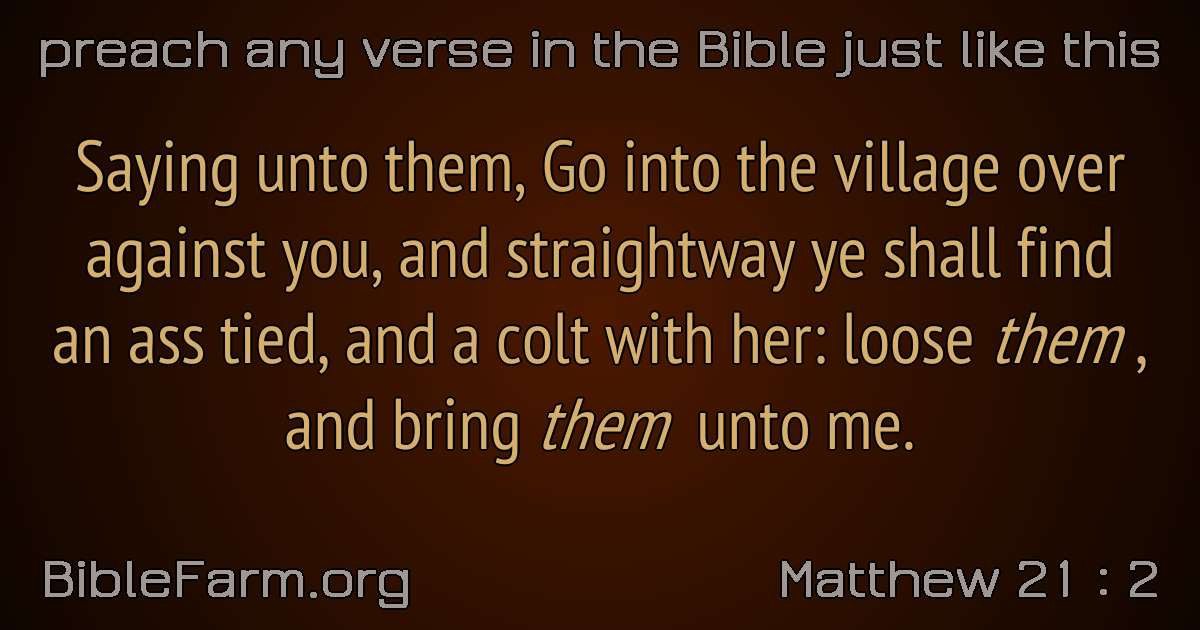 preach any verse in the Bible just like this
Saying unto them, Go into the village over
against you, and straightway ye shall find
an ass tied, and a colt with her: loose them ,
and bring them unto me.
BibleFarm.org
Matthew 21 : 2